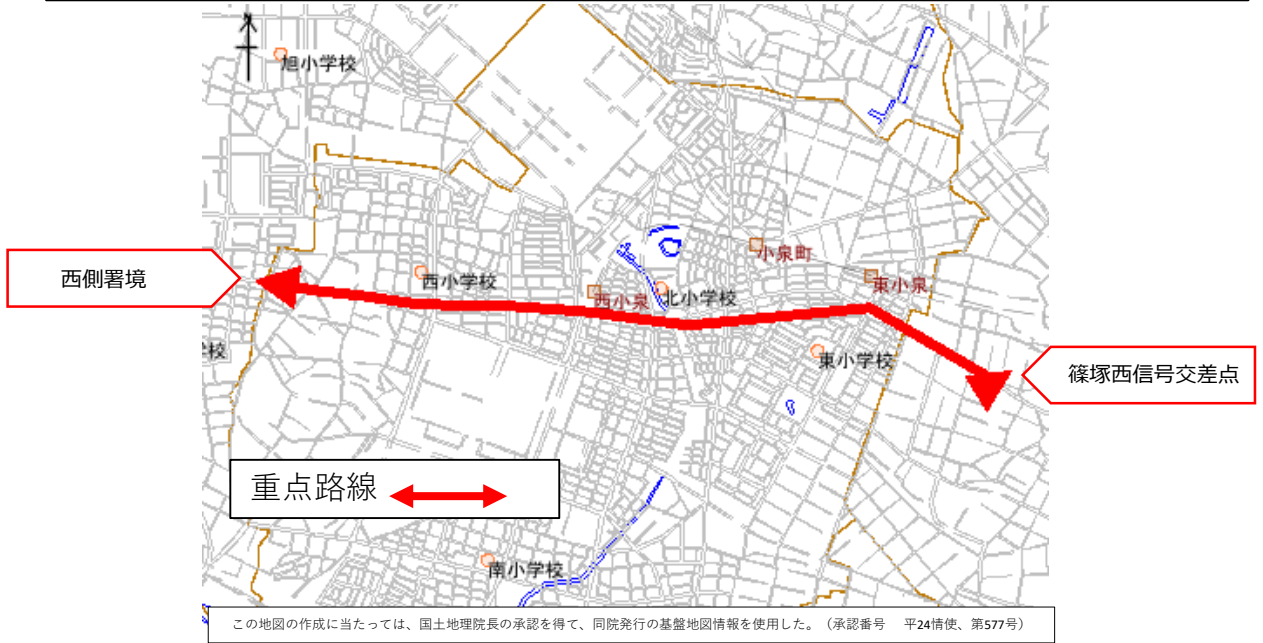 旭小学校
小泉町
西側署境
西小学校
西小泉
北小学校
東小泉
校
東小学校
篠塚西信号交差点
重点路線
南小学校
この地図の作成に当たっては、国土地理院長の承認を得て、同院発行の基盤地図情報を使用した。（承認番号　平24情使、第577号）